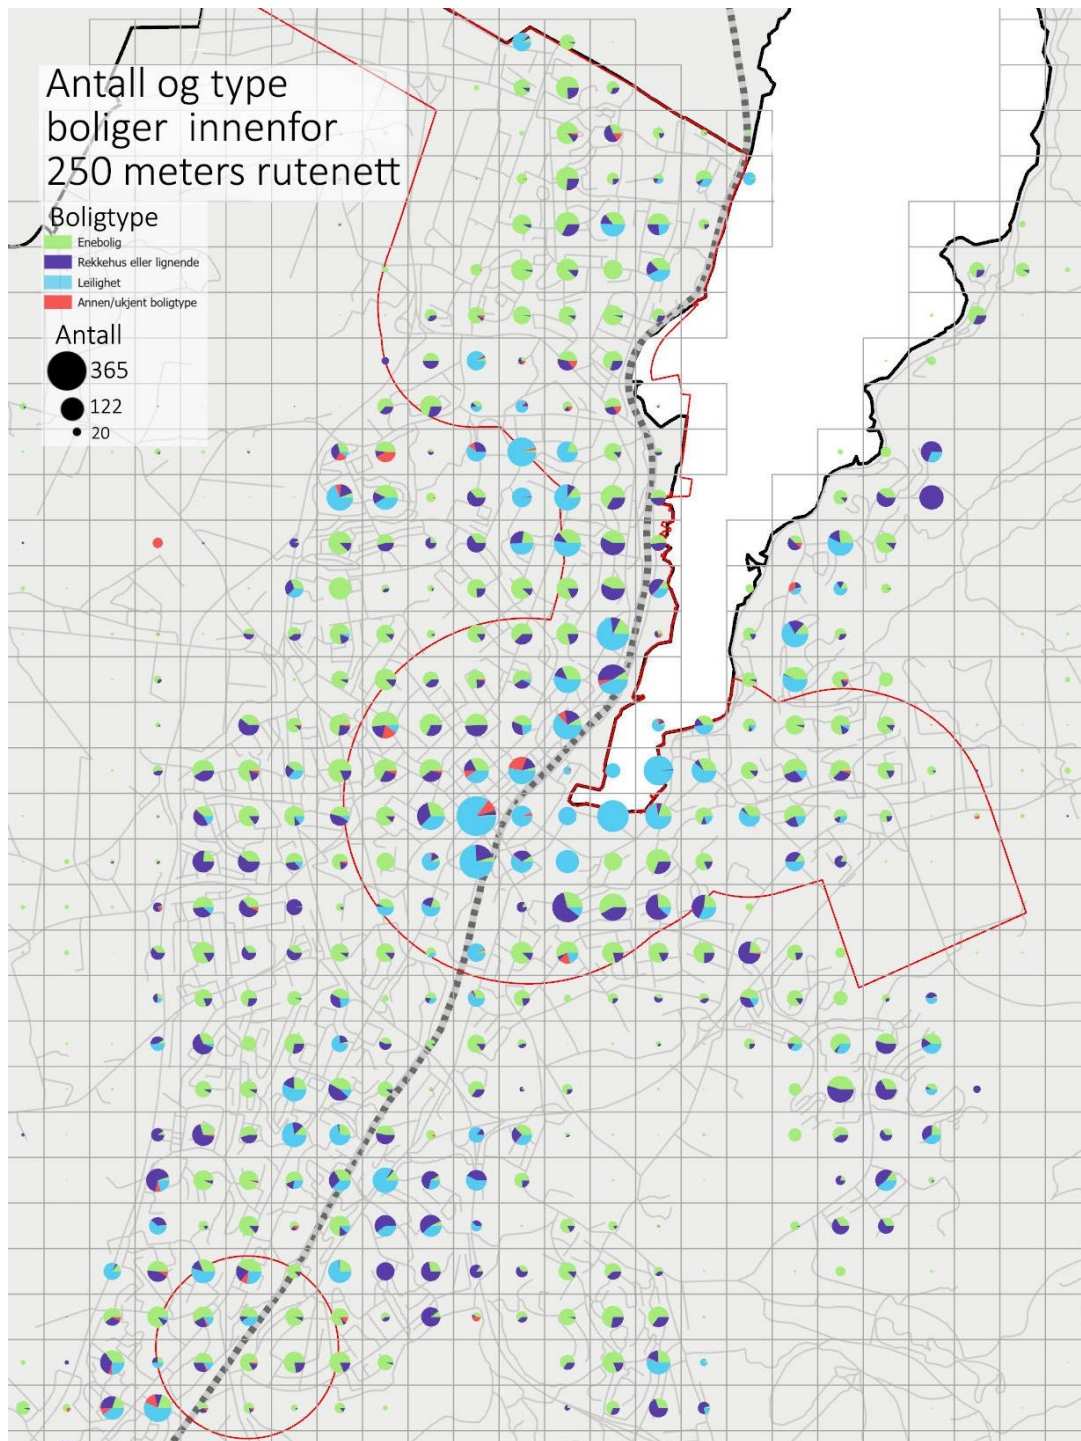 Antall og type
boliger innenfor
250 meters rutenett
Boligtype
Enebolig
Rekkehus eller lignende
Leilighet
Annen/ukjent boligtype
Antall
365
122
20